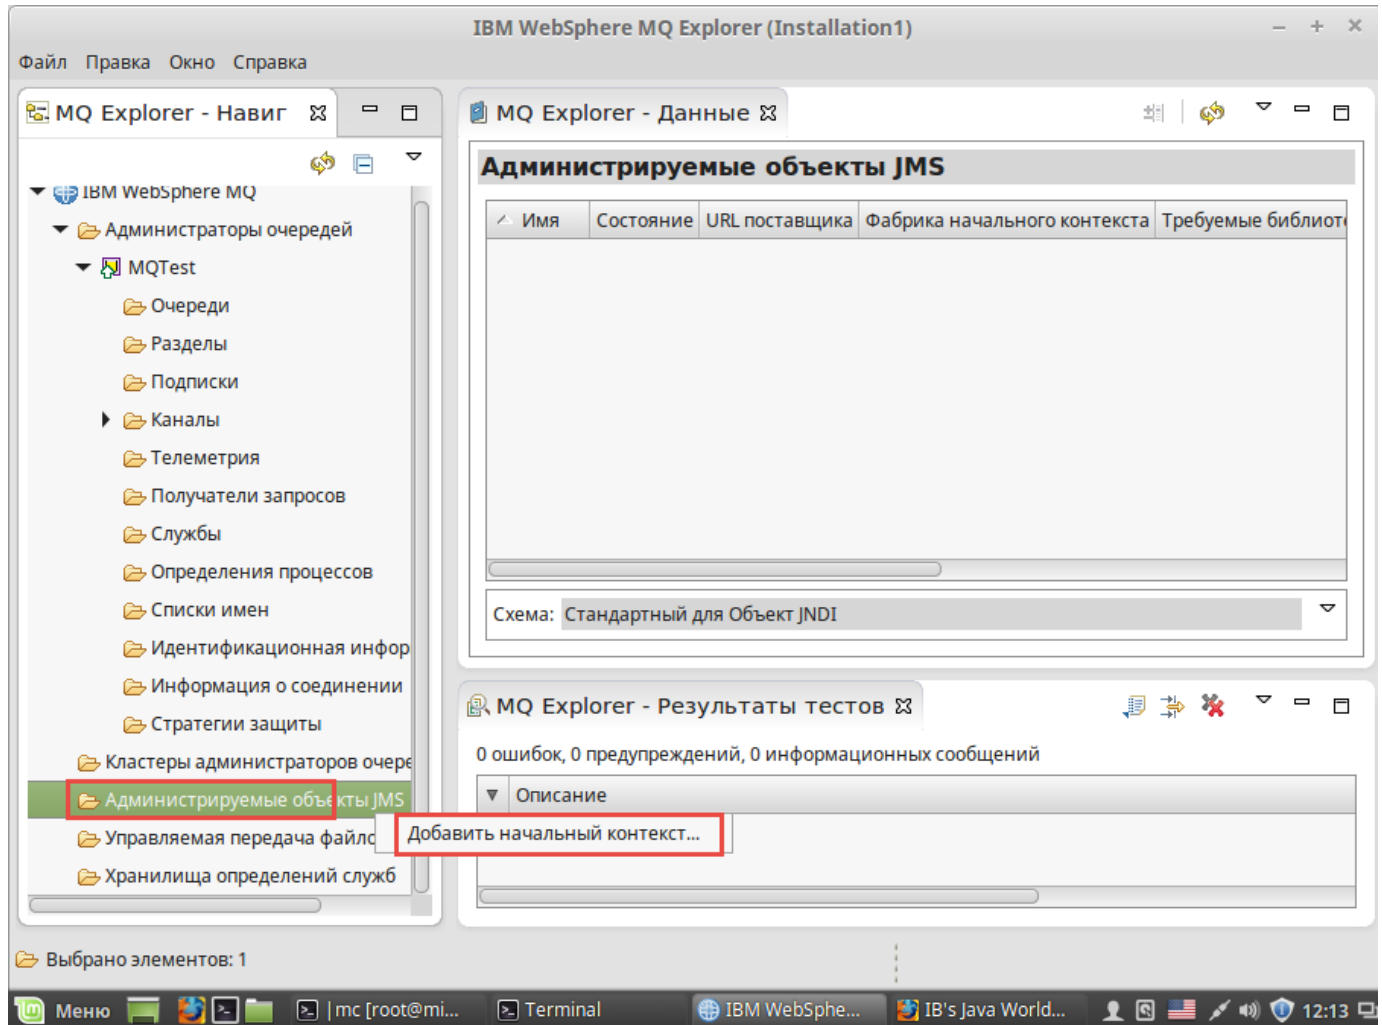 IBM WebSphere MQ Explorer (Installation1)
Файл Правка Окно Справка
MQ Explorer - Навиг
IBM WebSphere MQ
Администраторы очередей
MQTest
Очереди
Разделы
Подписки
Каналы
Телеметрия
Получатели запросов
Службы
Определения процессов
Списки имен
Идентификационная инфор
Информация о соединении
Стратегии защиты
Кластеры администраторов очере
Администрируемые объекты JMS
Управляемая передача файло
Хранилища определений служб
Добавить начальный контекст...
MQ Explorer - Данные
Администрируемые объекты JMS
Имя Состояние URL поставщика Фабрика начального контекста Требуемые библиот
Схема: Стандартный для Объект JNDI
MQ Explorer - Результаты тестов
0 ошибок, 0 предупреждений, 0 информационных сообщений
Описание
Выбрано элементов: 1
Меню |mc [root@mi... Terminal IBM WebSphe... IB's Java World... 12:13